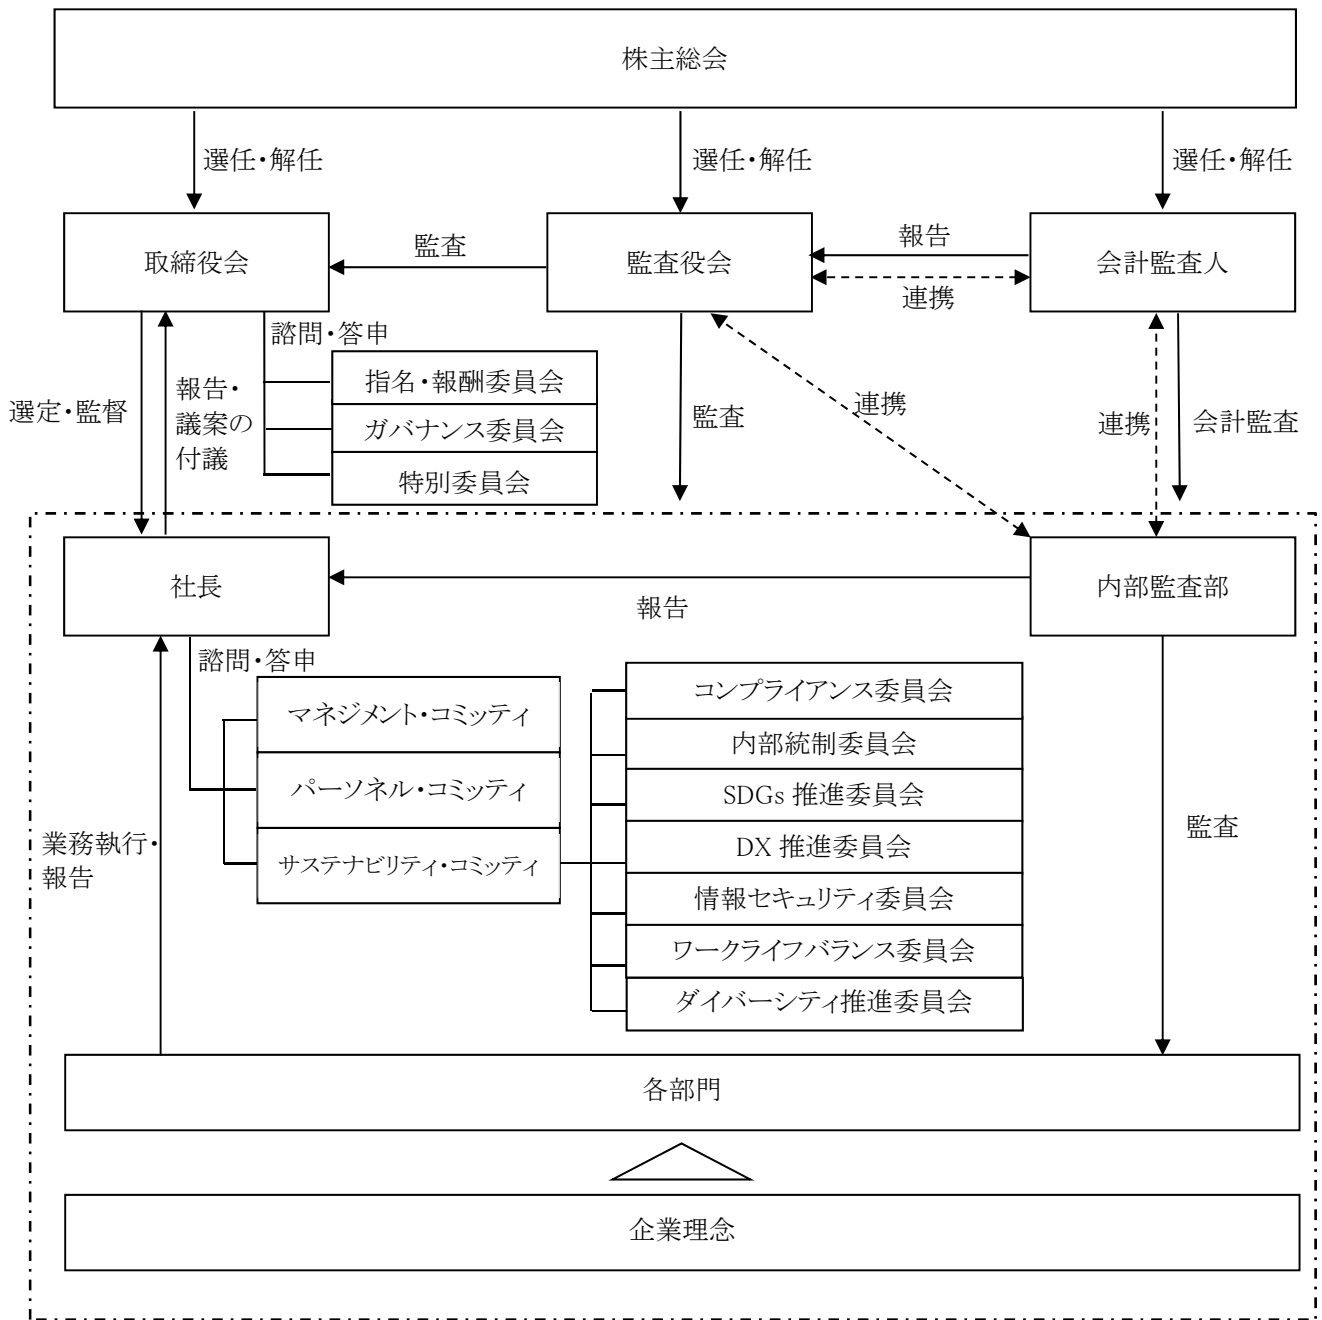 株主総会
選任・解任
選任・解任
選任・解任
取締役会
監査
監査役会
報告
連携
会計監査人
諮問・答申
指名・報酬委員会
ガバナンス委員会
特別委員会
選定・監督
報告・
議案の
付議
監査
連携
連携
会計監査
社長
報告
内部監査部
諮問・答申
マネジメント・コミッティ
パーソネル・コミッティ
サステナビリティ・コミッティ
コンプライアンス委員会
内部統制委員会
SDGs 推進委員会
DX 推進委員会
情報セキュリティ委員会
ワークライフバランス委員会
ダイバーシティ推進委員会
業務執行・
報告
監査
各部門
企業理念